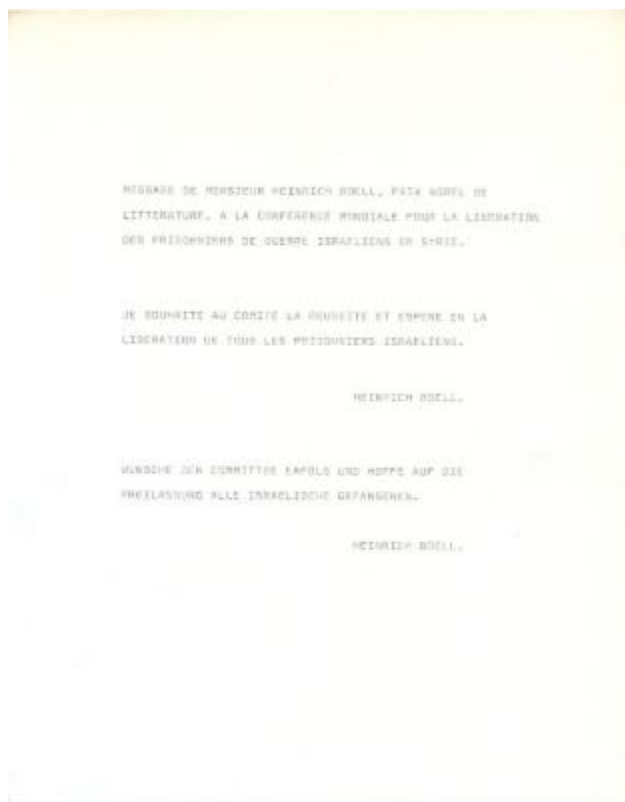 MESSAGE DE MONSIEUR HEINRICH BOELL, PRIX NOBEL DE
LITTERATURE, A LA CONFERENCE MONDIALE POUR LA LIBERATION
DES PRISONNIERS DE GUERRE ISRAELIENS EN SYRIE.
JE SOUHAITE AU COMITE LA REUSSITE ET ESPERE EN LA
LIBERATION DE TOUS LES PRISONNIERS ISRAELIENS.
HEINRICH BOELL.
WUNSCHE DEN COMMITTEE ERFOLG UND HOFFE AUF DIE
FREILASSUNG ALLE ISRAELISCHE GEFANGENEN.
HEINRICH BOELL.